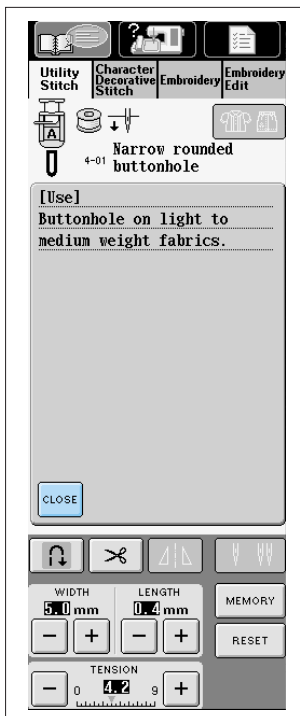 Utility Stitch
Character Decorative Stitch
Embroidery
Embroidery Edit
A
4-01
Narrow rounded
buttonhole
[Use]
Buttonhole on light to
medium weight fabrics.
CLOSE
WIDTH
5.0 mm
LENGTH
0.4 mm
MEMORY
- +
- +
RESET
TENSION
- 0 4.2 9 +